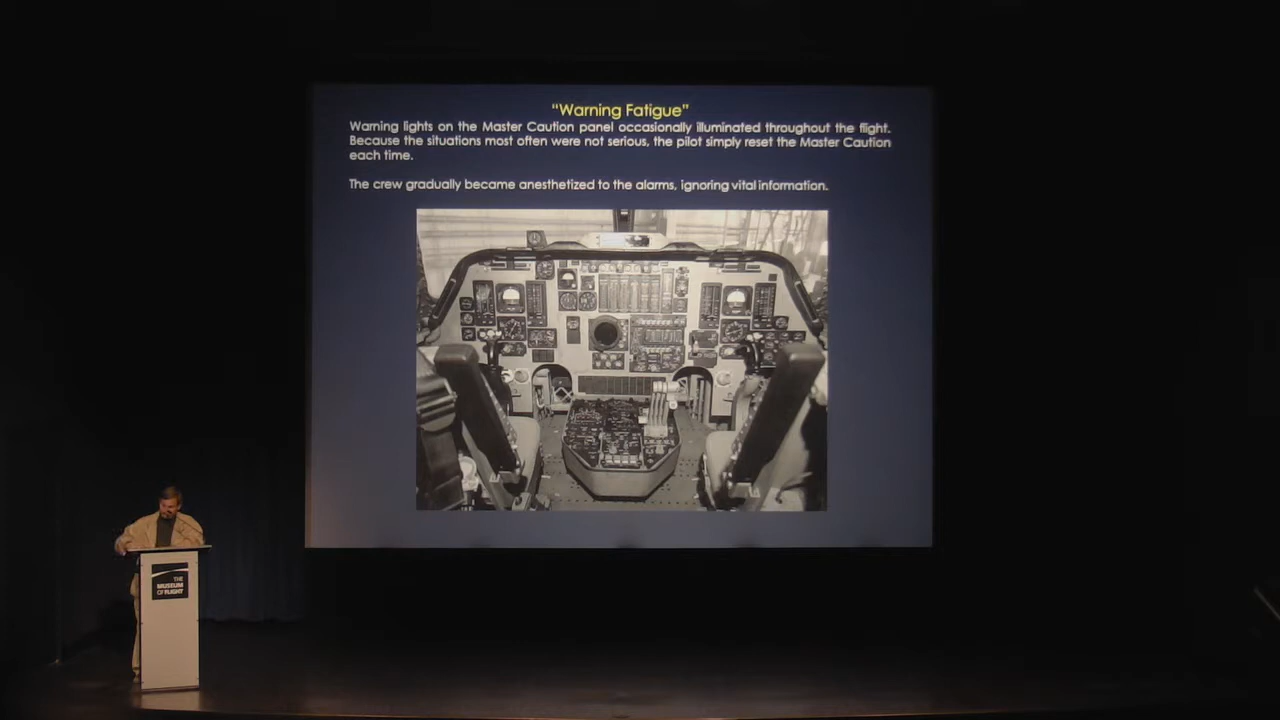 “Warning Fatigue”
Warning lights on the Master Caution panel occasionally illuminated throughout the flight.
Because the situations most often were not serious, the pilot simply reset the Master Caution
each time.
The crew gradually became anesthetized to the alarms, ignoring vital information.
THE
MUSEUM
OF FLIGHT